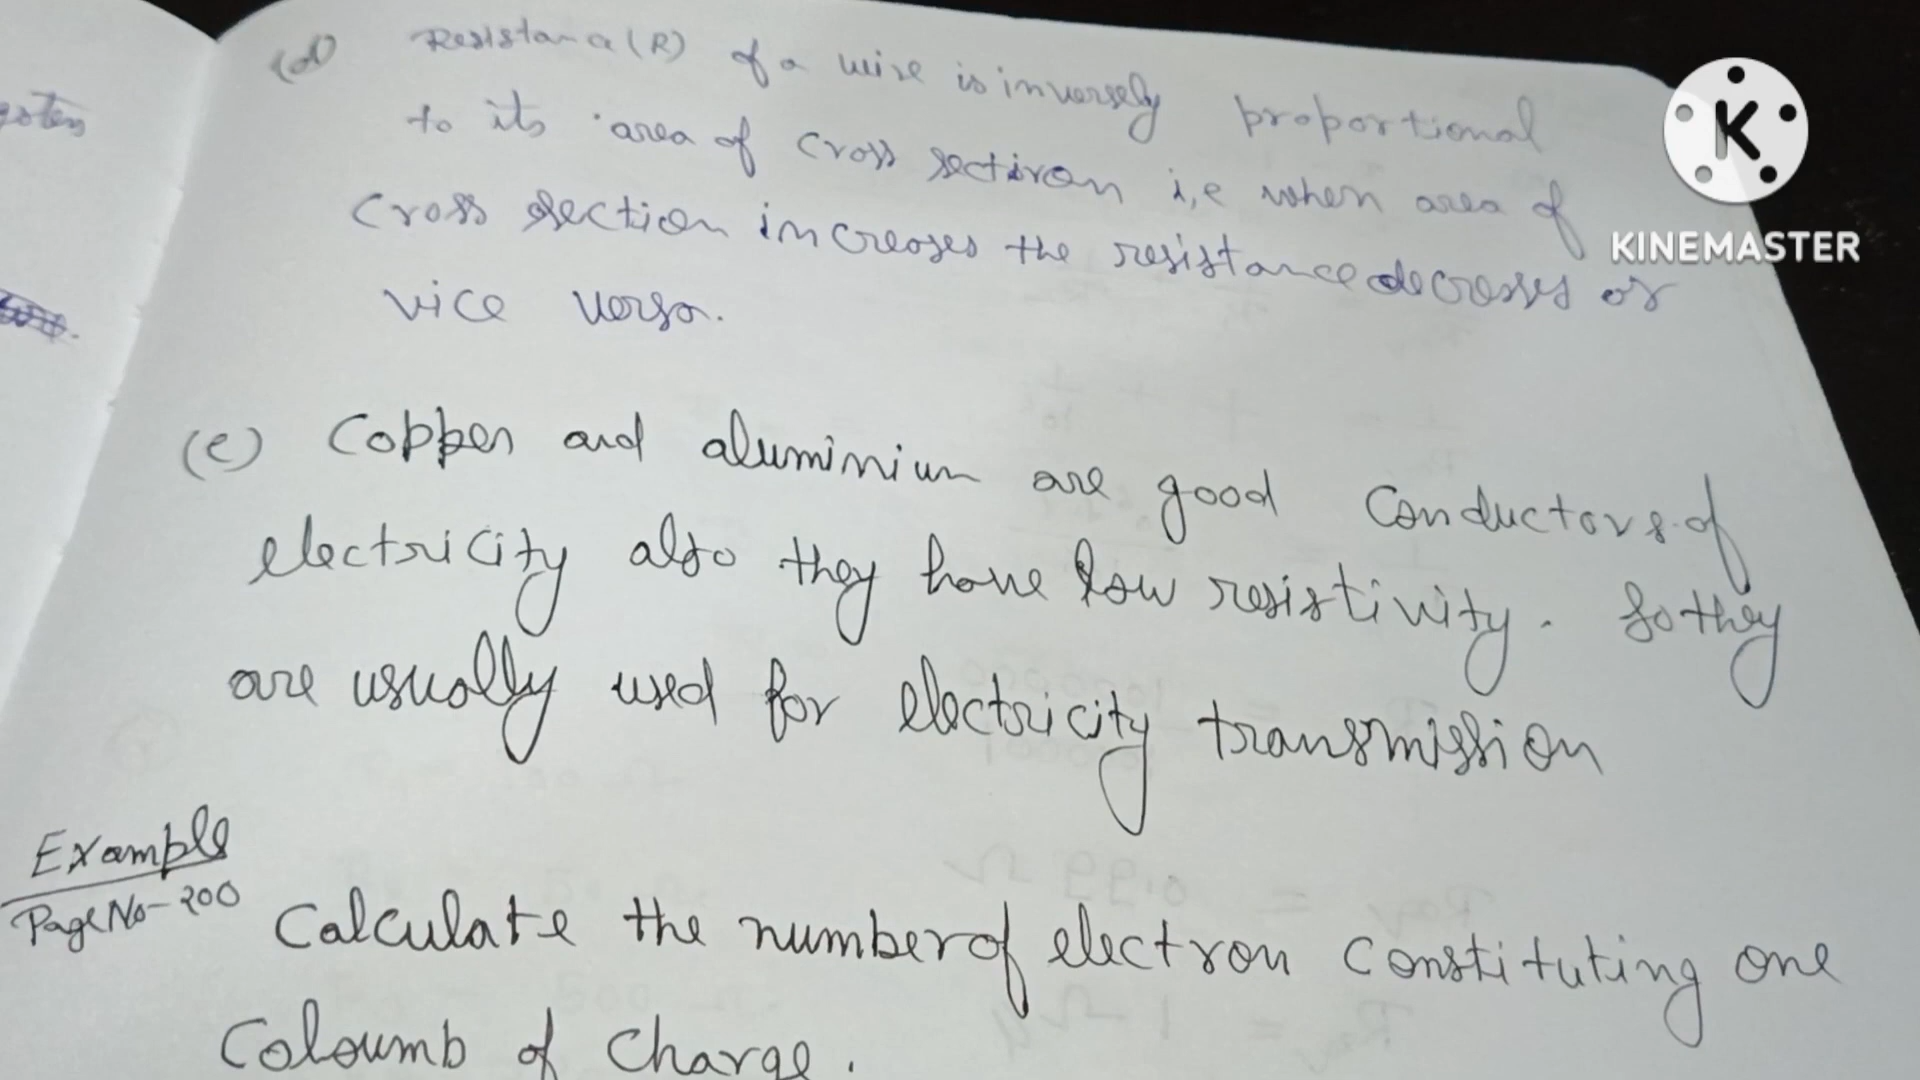 (d) Resistance (R) of a wire is inversely proportional
to its area of cross section i,e when area of
cross section increases the resistance decreases or
vice versa.
(e) Copper and aluminium are good conductors of
electricity also they have low resistivity. So they
are usually used for electricity transmission
Example
Page No-200
Calculate the number of electron constituting one
Coloumb of charge.
K
KINEMASTER